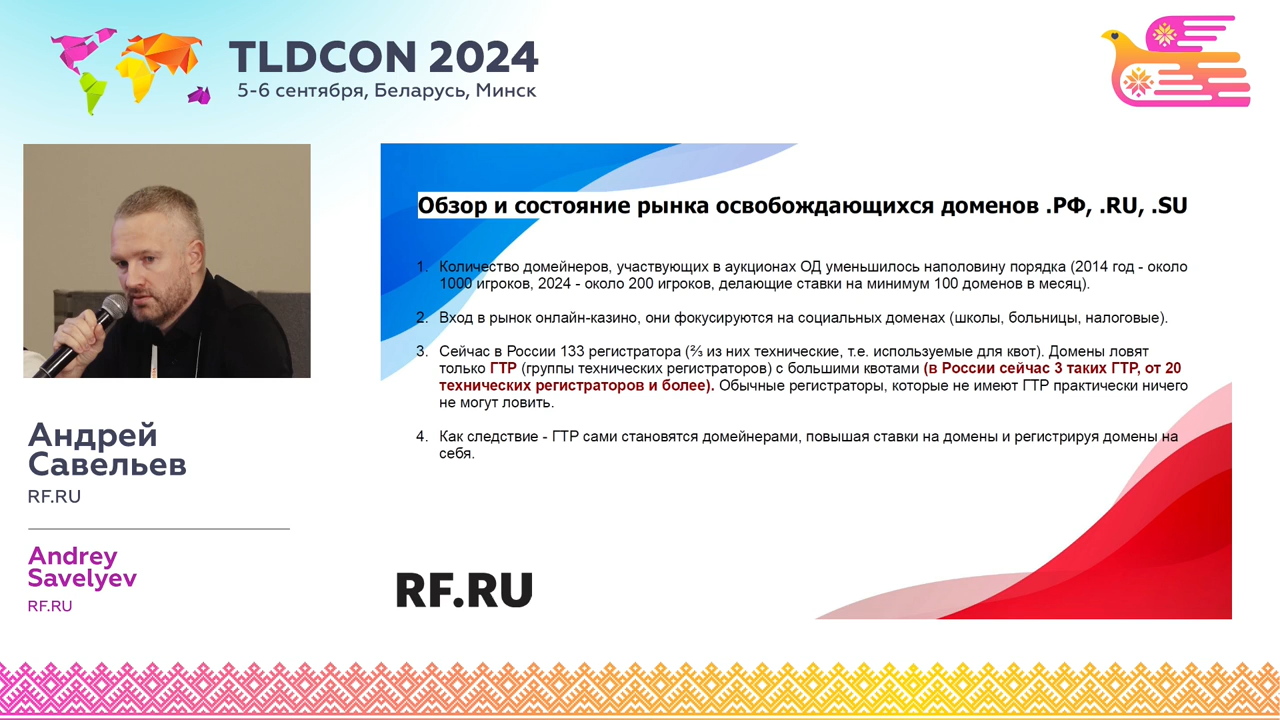 TLDCON 2024
5-6 сентября, Беларусь, Минск
Обзор и состояние рынка освобождающихся доменов .РФ, .RU, .SU
1. Количество домейнеров, участвующих в аукционах ОД уменьшилось наполовину порядка (2014 год - около
1000 игроков, 2024 - около 200 игроков, делающие ставки на минимум 100 доменов в месяц).
2. Вход в рынок онлайн-казино, они фокусируются на социальных доменах (школы, больницы, налоговые).
3. Сейчас в России 133 регистратора (⅔ из них технические, т.е. используемые для квот). Домены ловят
только ГТР (группы технических регистраторов) с большими квотами (в России сейчас 3 таких ГТР, от 20
технических регистраторов и более). Обычные регистраторы, которые не имеют ГТР практически ничего
не могут ловить.
4. Как следствие - ГТР сами становятся домейнерами, повышая ставки на домены и регистрируя домены на
себя.
RF.RU
Андрей
Савельев
RF.RU
Andrey
Savelyev
RF.RU